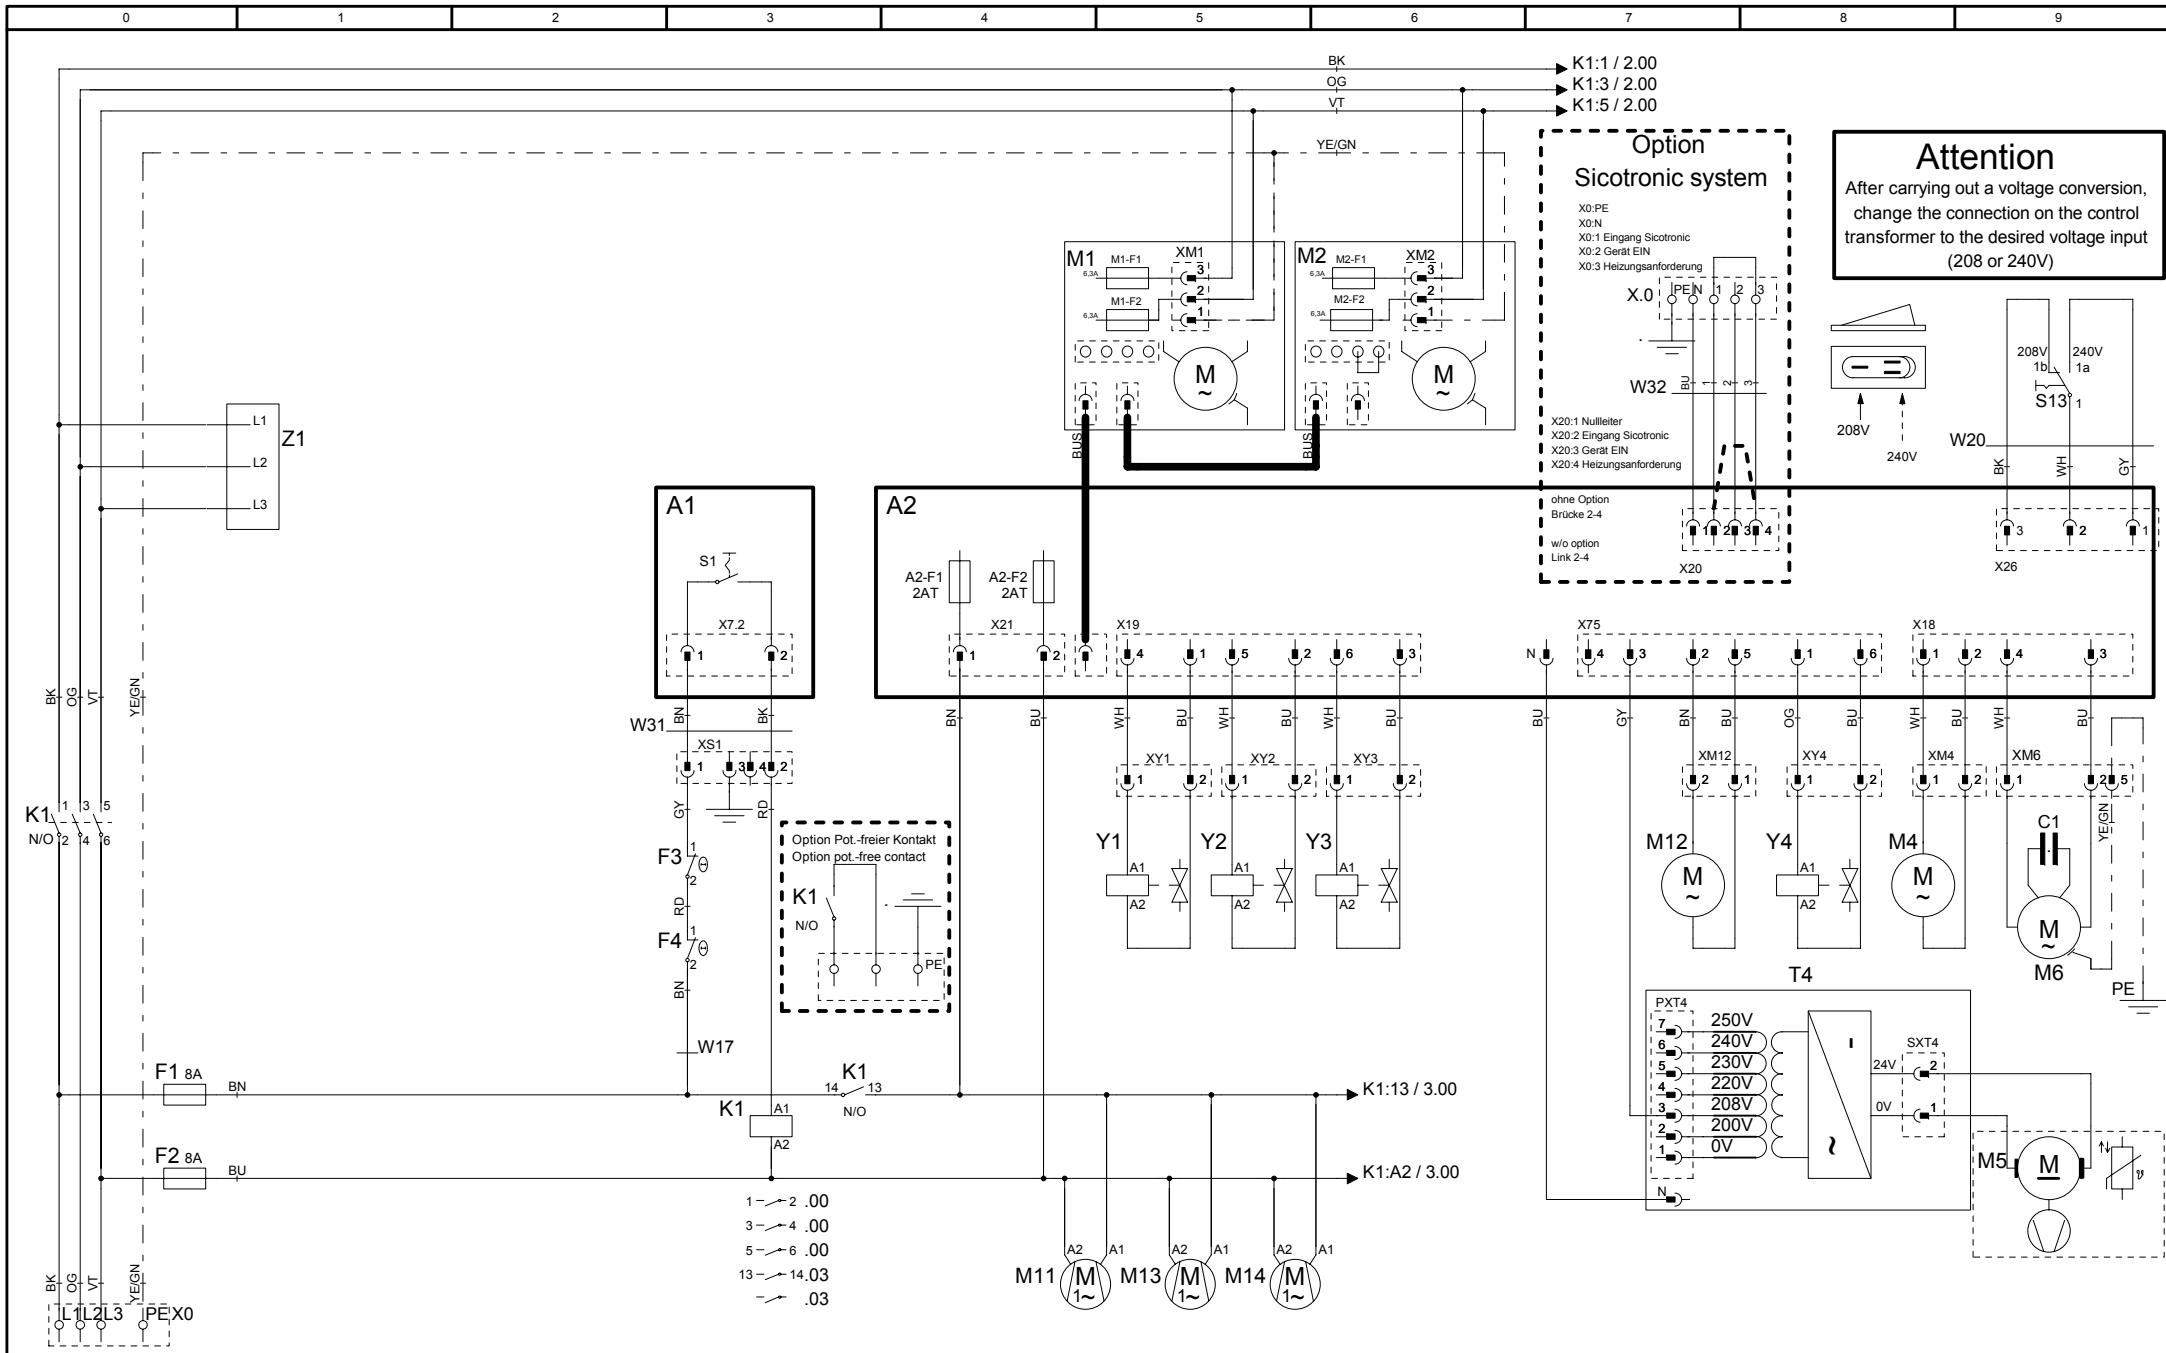 0 1 2 3 4 5 6 7 8 9
BK
K1:1 / 2.00
OG
K1:3 / 2.00
VT
K1:5 / 2.00
YE/GN
Option
Sicotronic system
X0:PE
X0:N
X0:1 Eingang Sicotronic
X0:2 Gerät EIN
X0:3 Heizungsanforderung
X.0
PE N 1 2 3
W32
BU 1 2 3
X20:1 Nullleiter
X20:2 Eingang Sicotronic
X20:3 Gerät EIN
X20:4 Heizungsanforderung
ohne Option
Brücke 2-4
w/o option
Link 2-4
1 2 3 4
X20
Attention
After carrying out a voltage conversion,
change the connection on the control
transformer to the desired voltage input
(208 or 240V)
208V
240V
208V 240V
1b 1a
S13 1
W20
BK WH GY
3 2 1
X26
M1
M1-F1
6,3A
M1-F2
6,3A
XM1
3
2
1
M
~
BUS
M2
M2-F1
6,3A
M2-F2
6,3A
XM2
3
2
1
M
~
BUS
L1
L2
L3
Z1
A1
S1
X7.2
1 2
BN BK
W31
XS1
1 3 4 2
GY RD
F3
1
2
RD
F4
1
2
BN
W17
A2
A2-F1
2AT
A2-F2
2AT
X21
1 2
BN BU
X19
4 1 5 2 6 3
WH BU WH BU WH BU
XY1 XY2 XY3
1 2 1 2 1 2
Y1 Y2 Y3
A1 A1 A1
A2 A2 A2
N
BU
X75
4 3 2 5 1 6
GY BN BU OG BU
XM12 XY4
2 1 1 2
M12
M
~
Y4
A1
A2
X18
1 2 4 3
WH BU WH BU
XM4 XM6
1 2 1 2 5
YE/GN
M4
M
~
C1
M
~
M6
PE
BK OG VT YE/GN
K1
N/O
1 3 5
2 4 6
Option Pot.-freier Kontakt
Option pot.-free contact
K1
N/O
PE
T4
PXT4
7 250V
6 240V
5 230V
4 220V
3 208V
2 200V
1 0V
N
-
~
24V
0V
SXT4
2
1
M5
M
ϑ
F1 8A
BN
K1
14 13
N/O
K1:13 / 3.00
K1
A1
A2
F2 8A
BU
K1:A2 / 3.00
1 2 .00
3 4 .00
5 6 .00
13 14 .03
.03
A2 A1 A2 A1 A2 A1
M11 M13 M14
M M M
1~ 1~ 1~
BK OG VT YE/GN
L1 L2 L3 PE X0